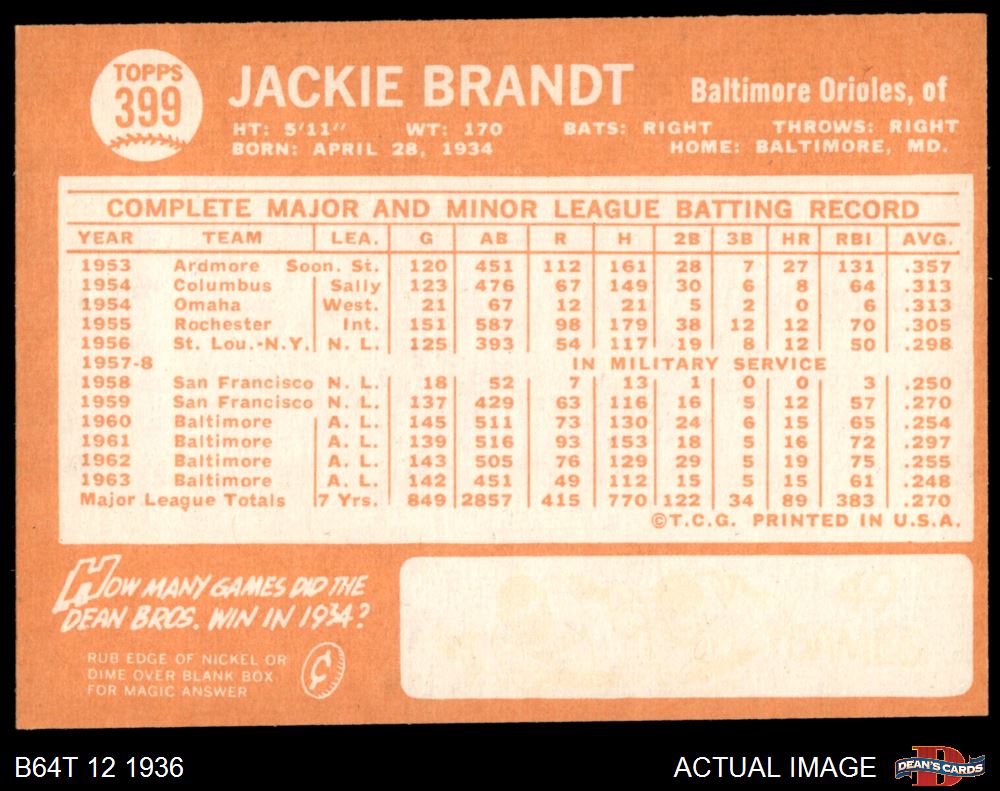 TOPPS
399
JACKIE BRANDT
Baltimore Orioles, of
HT: 5'11" WT: 170 BATS: RIGHT THROWS: RIGHT
BORN: APRIL 28, 1934 HOME: BALTIMORE, MD.
COMPLETE MAJOR AND MINOR LEAGUE BATTING RECORD
YEAR TEAM LEA. G AB R H 2B 3B HR RBI AVG.
1953 Ardmore Soon. St. 120 451 112 161 28 7 27 131 .357
1954 Columbus Sally 123 476 67 149 30 6 8 64 .313
1954 Omaha West. 21 67 12 21 5 2 0 6 .313
1955 Rochester Int. 151 587 98 179 38 12 12 70 .305
1956 St. Lou.-N.Y. N. L. 125 393 54 117 19 8 12 50 .298
1957-8 IN MILITARY SERVICE
1958 San Francisco N. L. 18 52 7 13 1 0 0 3 .250
1959 San Francisco N. L. 137 429 63 116 16 5 12 57 .270
1960 Baltimore A. L. 145 511 73 130 24 6 15 65 .254
1961 Baltimore A. L. 139 516 93 153 18 5 16 72 .297
1962 Baltimore A. L. 143 505 76 129 29 5 19 75 .255
1963 Baltimore A. L. 142 451 49 112 15 5 15 61 .248
Major League Totals 7 Yrs. 849 2857 415 770 122 34 89 383 .270
©T.C.G. PRINTED IN U.S.A.
HOW MANY GAMES DID THE
DEAN BROS. WIN IN 1934?
RUB EDGE OF NICKEL OR
DIME OVER BLANK BOX
FOR MAGIC ANSWER
¢
B64T 12 1936
ACTUAL IMAGE
D
DEAN'S CARDS